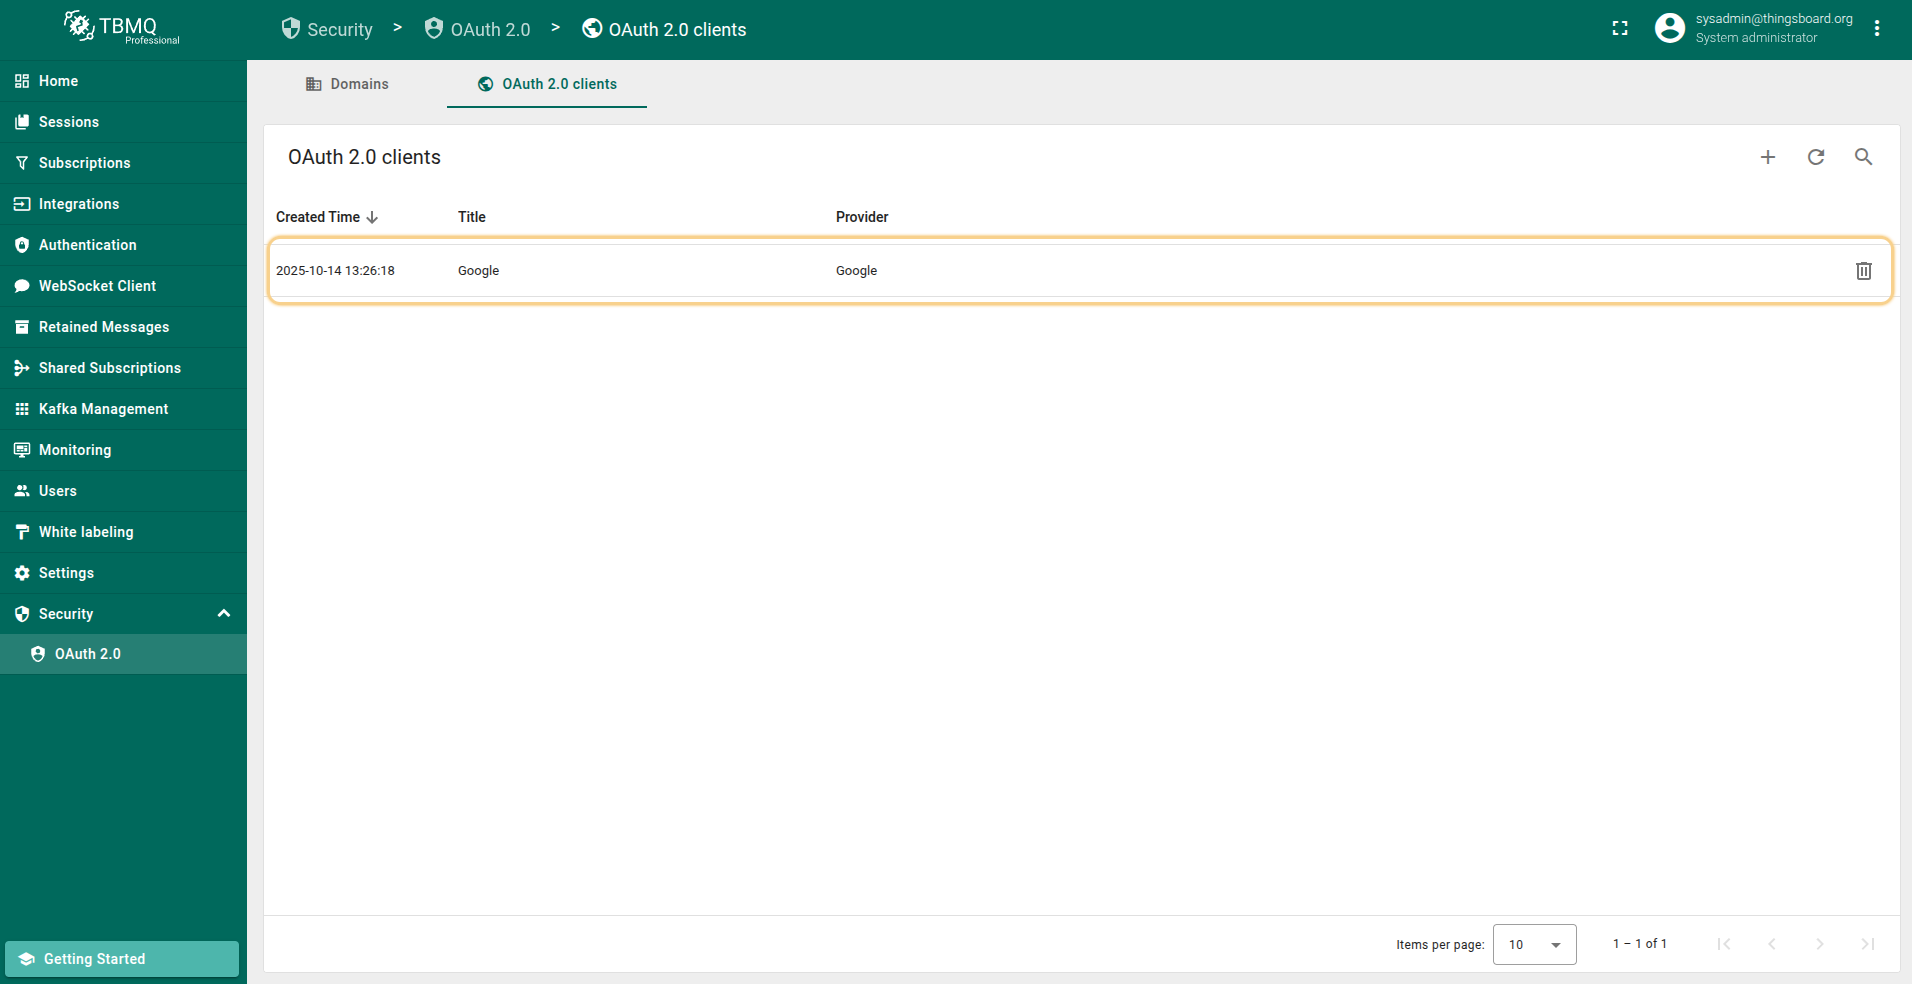 TBMQ
Professional
Security > OAuth 2.0 > OAuth 2.0 clients
sysadmin@thingsboard.org
System administrator
Home
Sessions
Subscriptions
Integrations
Authentication
WebSocket Client
Retained Messages
Shared Subscriptions
Kafka Management
Monitoring
Users
White labeling
Settings
Security
OAuth 2.0
Getting Started
Domains
OAuth 2.0 clients
OAuth 2.0 clients
Created Time Title Provider
2025-10-14 13:26:18 Google Google
Items per page: 10 1 – 1 of 1